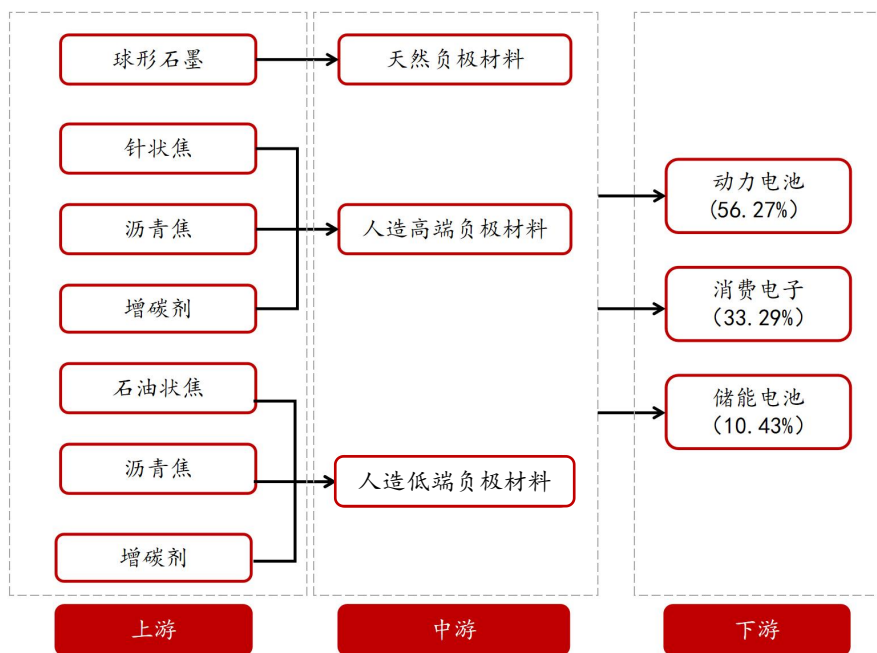 球形石墨
天然负极材料
针状焦
沥青焦
人造高端负极材料
增碳剂
石油状焦
沥青焦
人造低端负极材料
增碳剂
动力电池
(56.27%)
消费电子
(33.29%)
储能电池
(10.43%)
上游
中游
下游